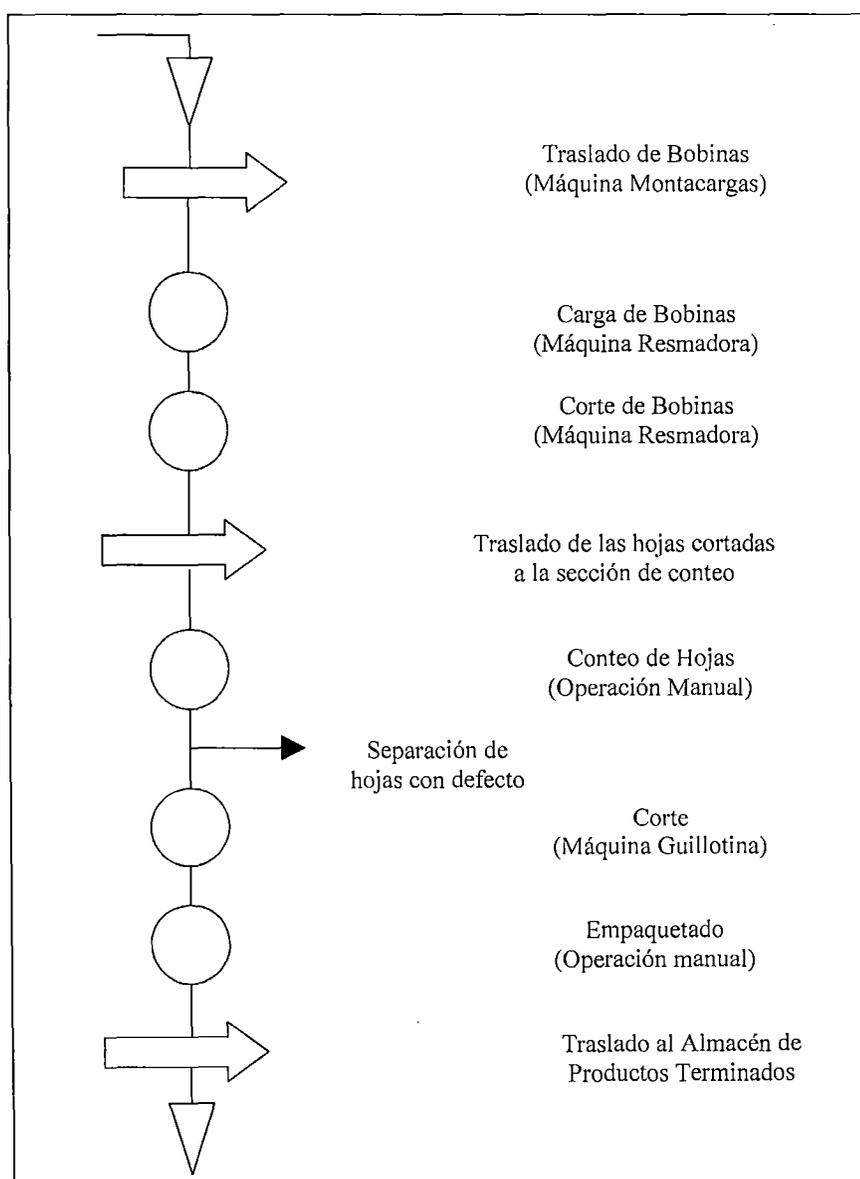 Traslado de Bobinas
(Máquina Montacargas)
Carga de Bobinas
(Máquina Resmadora)
Corte de Bobinas
(Máquina Resmadora)
Traslado de las hojas cortadas
a la sección de conteo
Conteo de Hojas
(Operación Manual)
Separación de
hojas con defecto
Corte
(Máquina Guillotina)
Empaquetado
(Operación manual)
Traslado al Almacén de
Productos Terminados